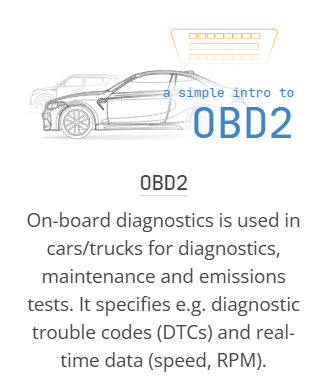 a simple intro to
OBD2
OBD2
On-board diagnostics is used in
cars/trucks for diagnostics,
maintenance and emissions
tests. It specifies e.g. diagnostic
trouble codes (DTCs) and real-
time data (speed, RPM).